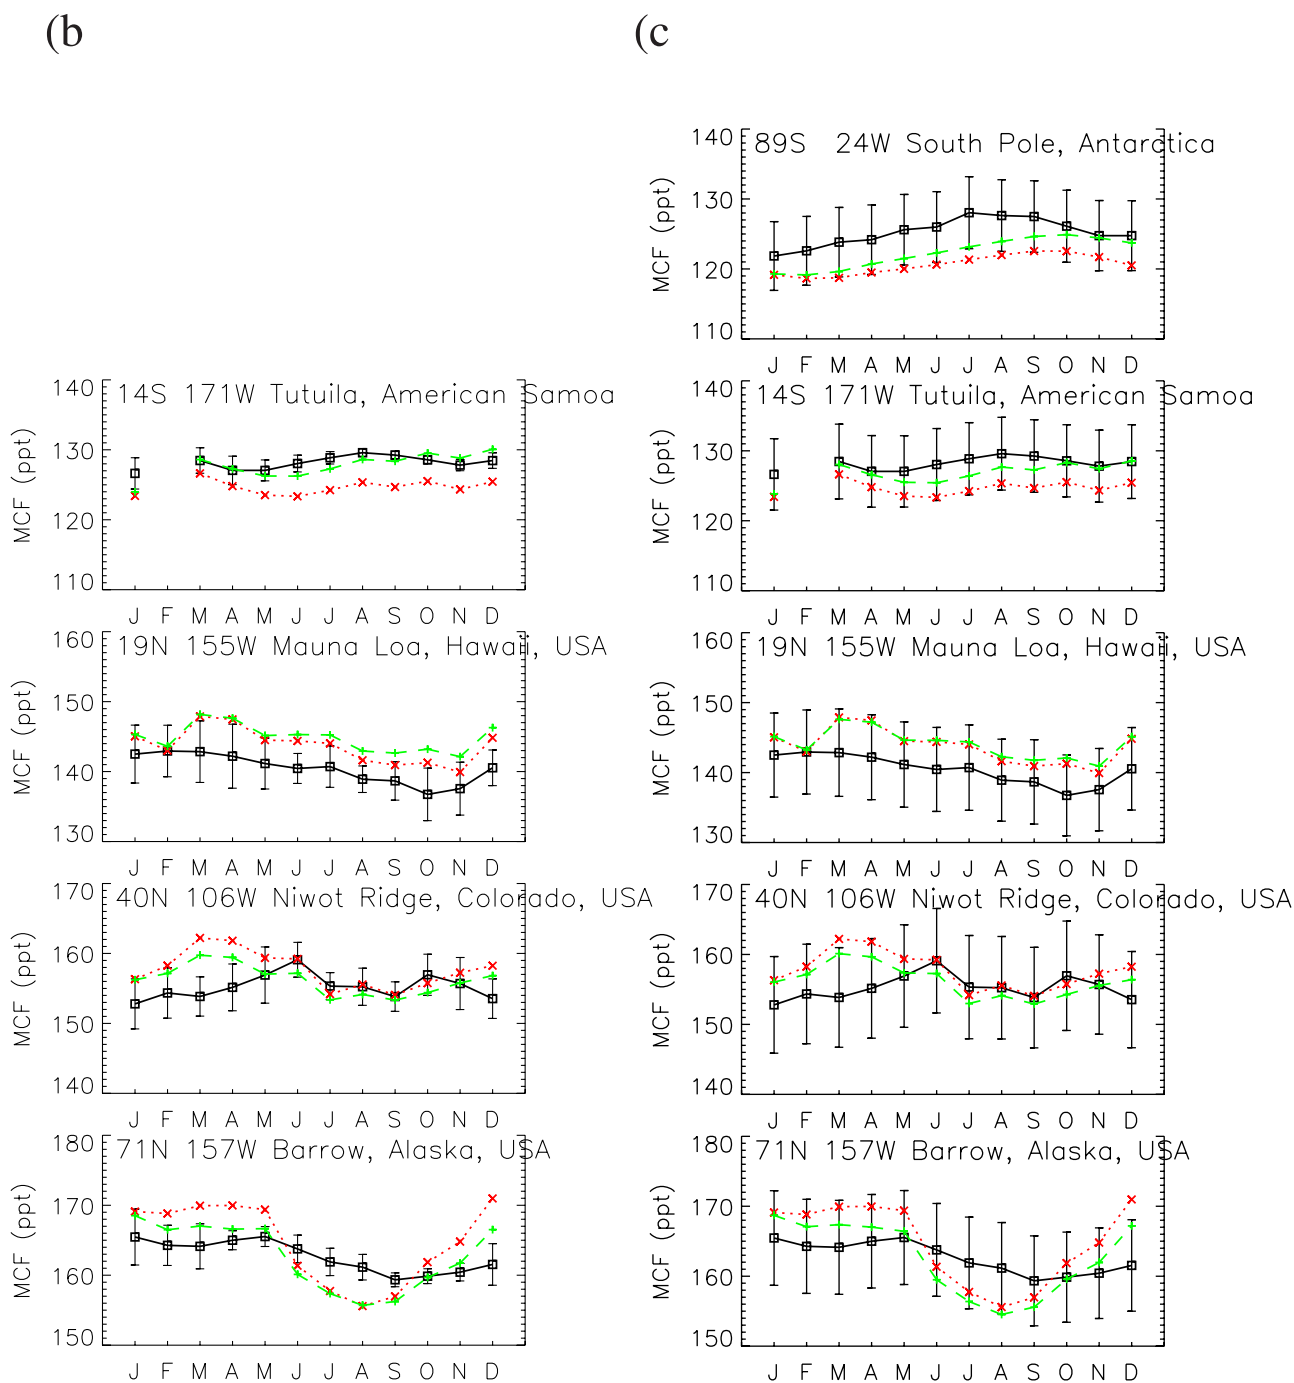 (b
(c
140
130
120
110
MCF (ppt)
89S 24W South Pole, Antarctica
J F M A M J J A S O N D
140
130
120
110
MCF (ppt)
14S 171W Tutuila, American Samoa
J F M A M J J A S O N D
140
130
120
110
MCF (ppt)
14S 171W Tutuila, American Samoa
J F M A M J J A S O N D
160
150
140
130
MCF (ppt)
19N 155W Mauna Loa, Hawaii, USA
J F M A M J J A S O N D
160
150
140
130
MCF (ppt)
19N 155W Mauna Loa, Hawaii, USA
J F M A M J J A S O N D
170
160
150
140
MCF (ppt)
40N 106W Niwot Ridge, Colorado, USA
J F M A M J J A S O N D
170
160
150
140
MCF (ppt)
40N 106W Niwot Ridge, Colorado, USA
J F M A M J J A S O N D
180
170
160
150
MCF (ppt)
71N 157W Barrow, Alaska, USA
J F M A M J J A S O N D
180
170
160
150
MCF (ppt)
71N 157W Barrow, Alaska, USA
J F M A M J J A S O N D